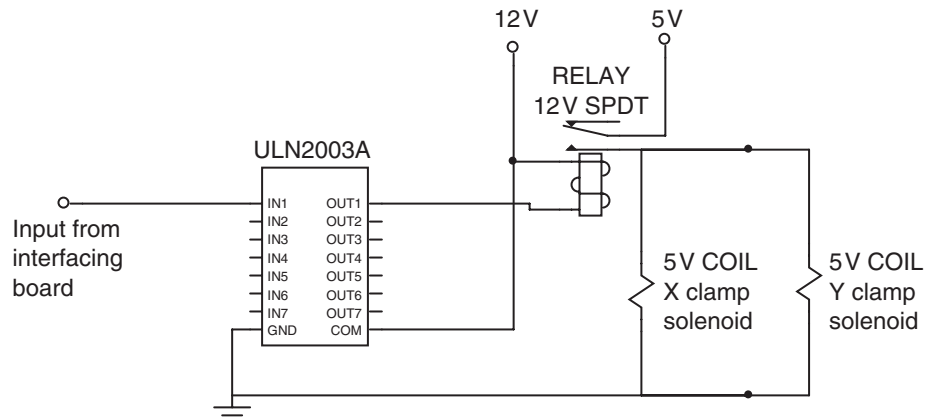 12V
5V
RELAY
12V SPDT
ULN2003A
IN1 OUT1
IN2 OUT2
IN3 OUT3
IN4 OUT4
IN5 OUT5
IN6 OUT6
IN7 OUT7
GND COM
Input from
interfacing
board
5V COIL
X clamp
solenoid
5V COIL
Y clamp
solenoid